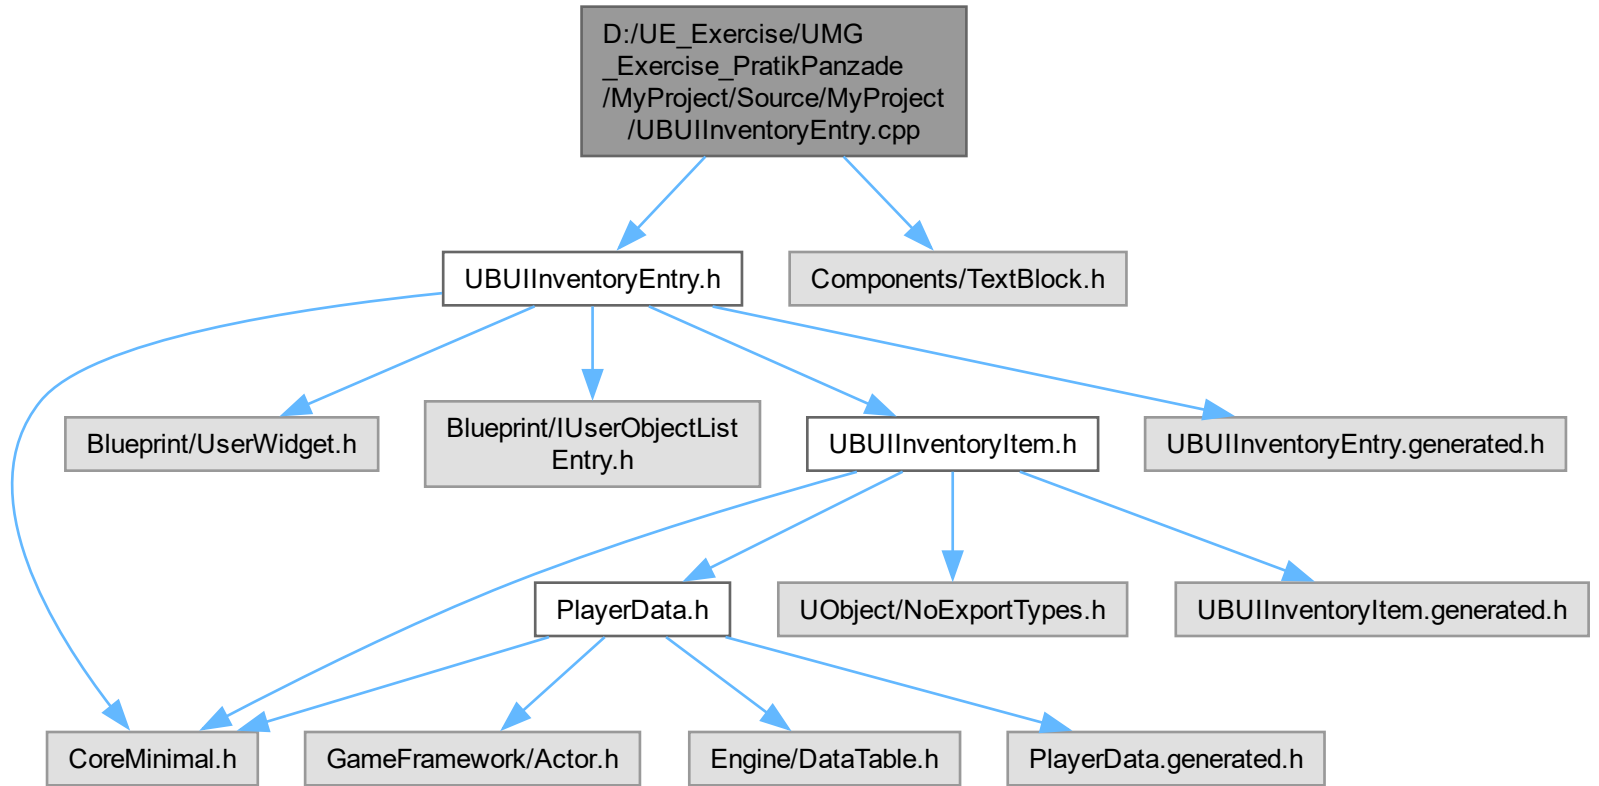 D:/UE_Exercise/UMG
_Exercise_PratikPanzade
/MyProject/Source/MyProject
/UBUIInventoryEntry.cpp
UBUIInventoryEntry.h
Components/TextBlock.h
Blueprint/UserWidget.h
Blueprint/IUserObjectList
Entry.h
UBUIInventoryItem.h
UBUIInventoryEntry.generated.h
PlayerData.h
UObject/NoExportTypes.h
UBUIInventoryItem.generated.h
CoreMinimal.h
GameFramework/Actor.h
Engine/DataTable.h
PlayerData.generated.h